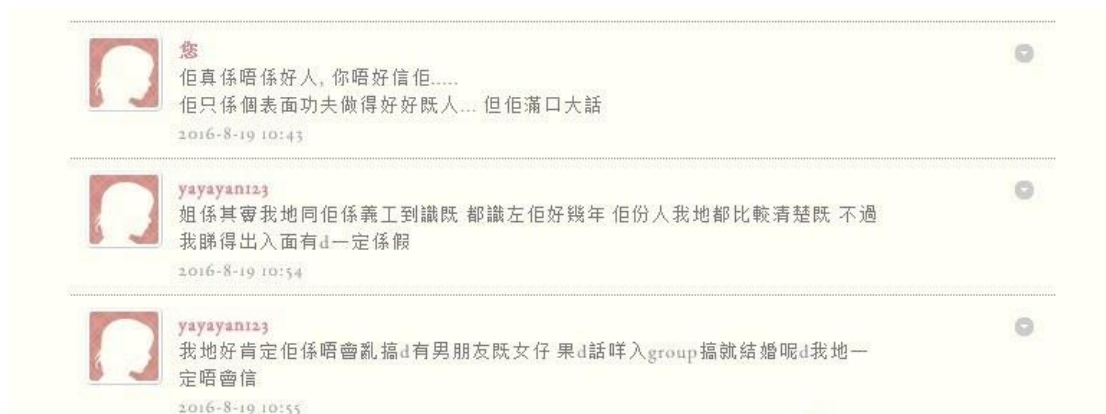 您
佢真係唔係好人, 你唔好信佢.....
佢只係個表面功夫做得好好既人... 但佢滿口大話
2016-8-19 10:43
yayayan123
姐係其實我地同佢係義工到識既 都識左佢好幾年 佢份人我地都比較清楚既 不過
我睇得出入面有d一定係假
2016-8-19 10:54
yayayan123
我地好肯定佢係唔會亂搞d有男朋友既女仔 果d話咩入group搞就結婚呢d我地一
定唔會信
2016-8-19 10:55